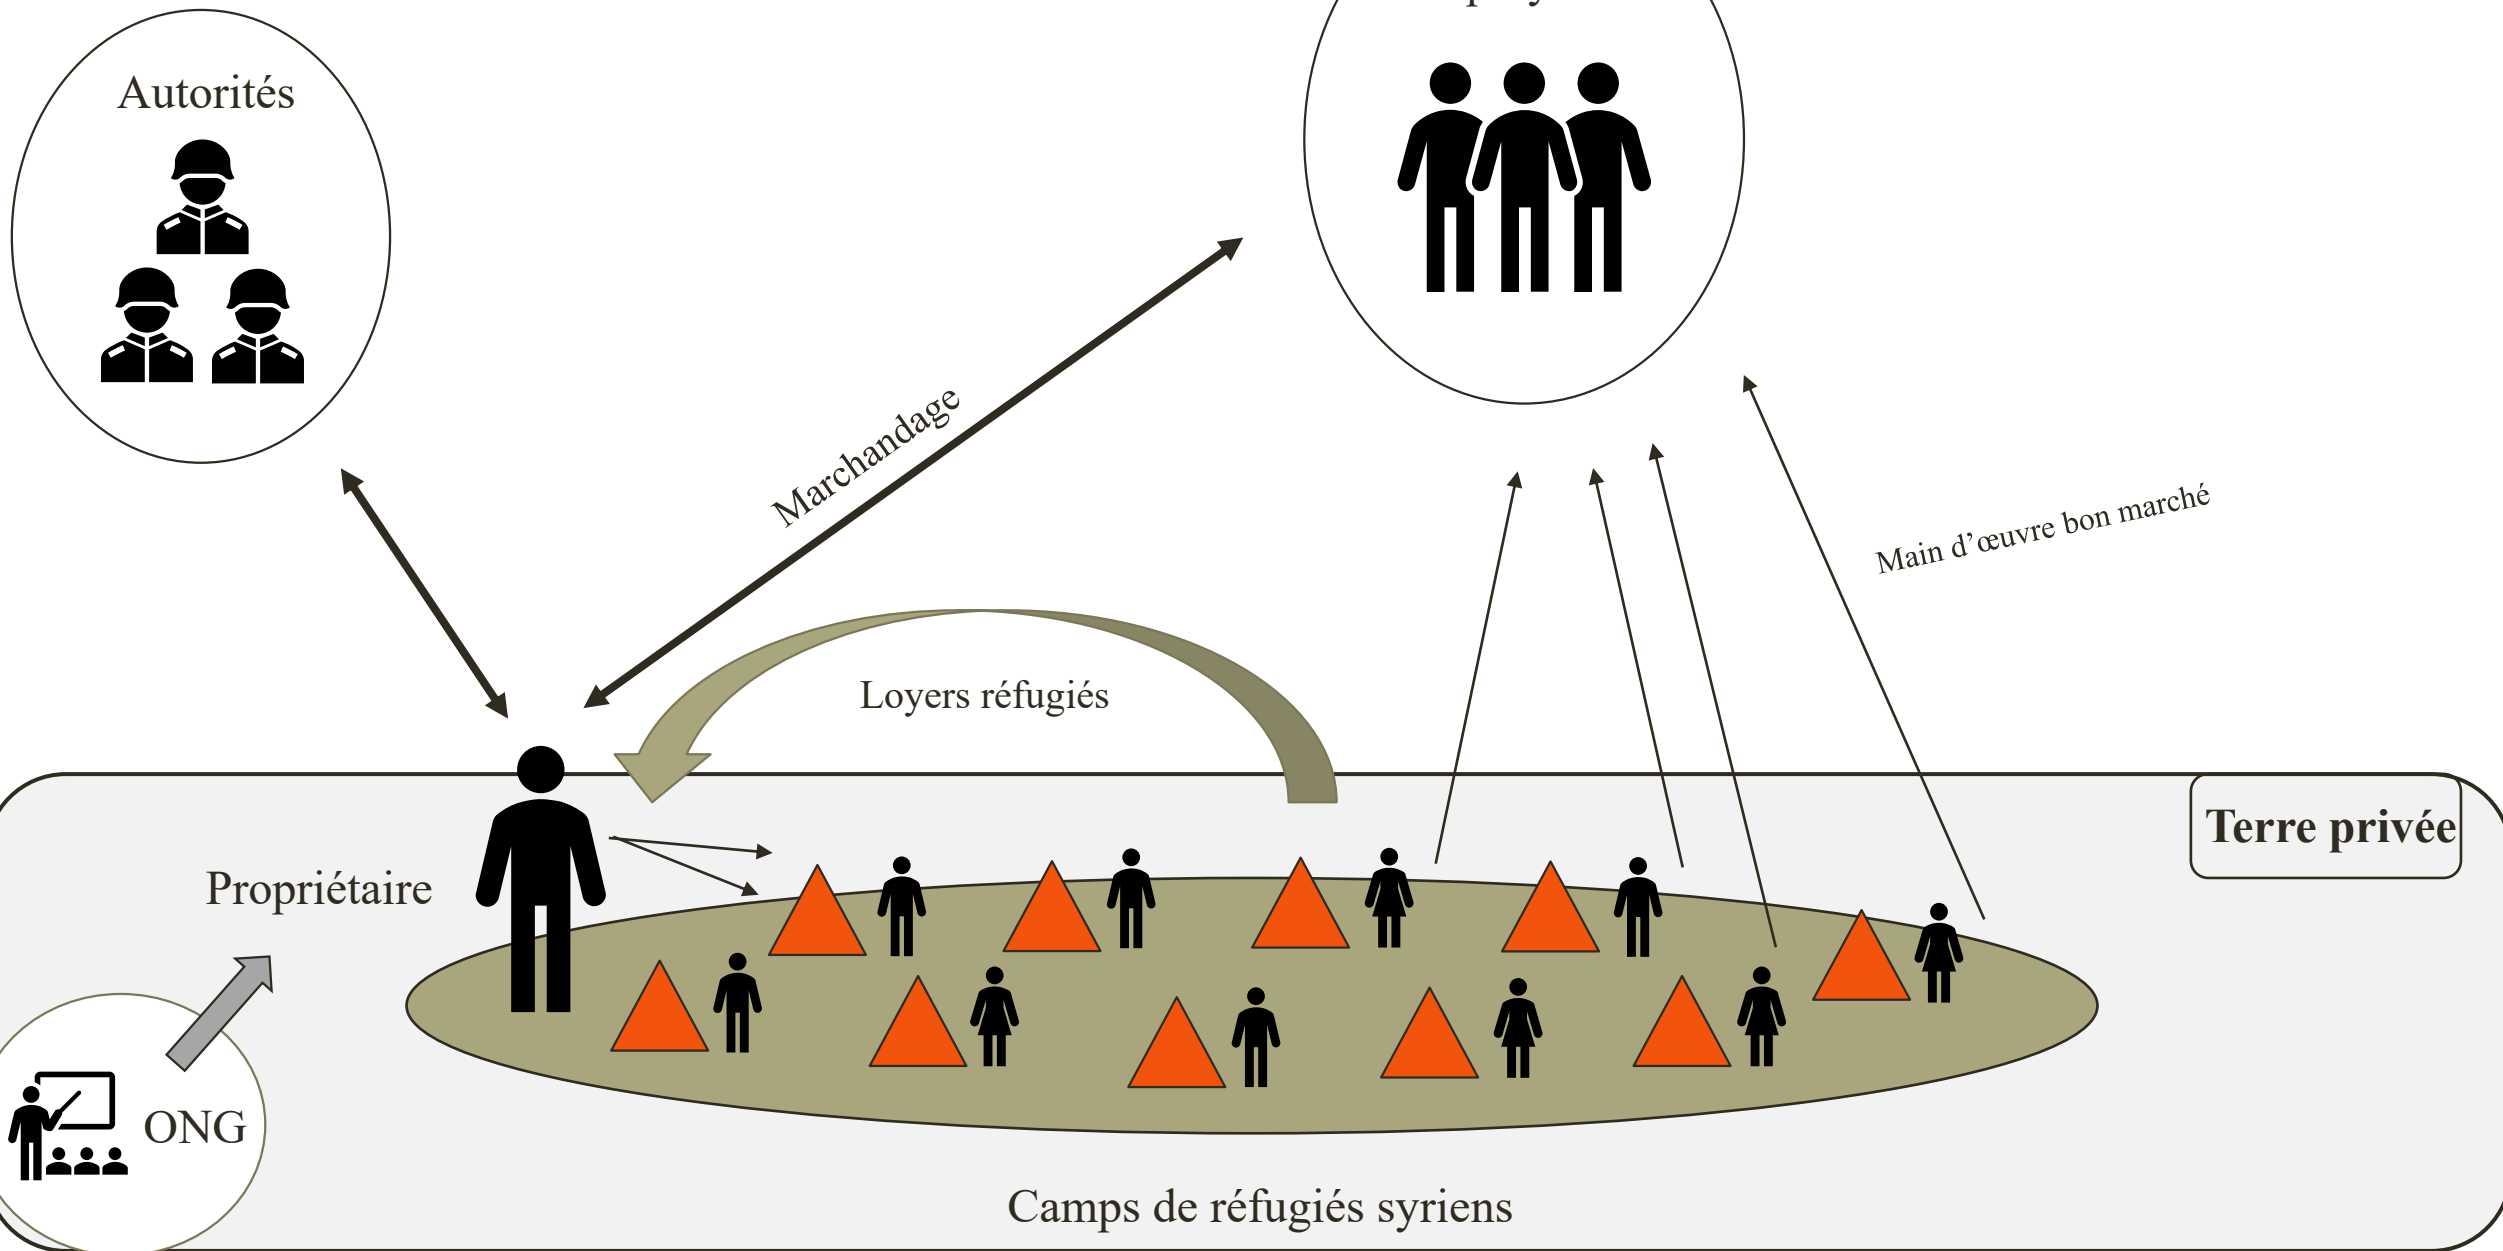 Autorités
Marchandage
Main d’œuvre bon marché
Loyers réfugiés
Terre privée
Propriétaire
ONG
Camps de réfugiés syriens